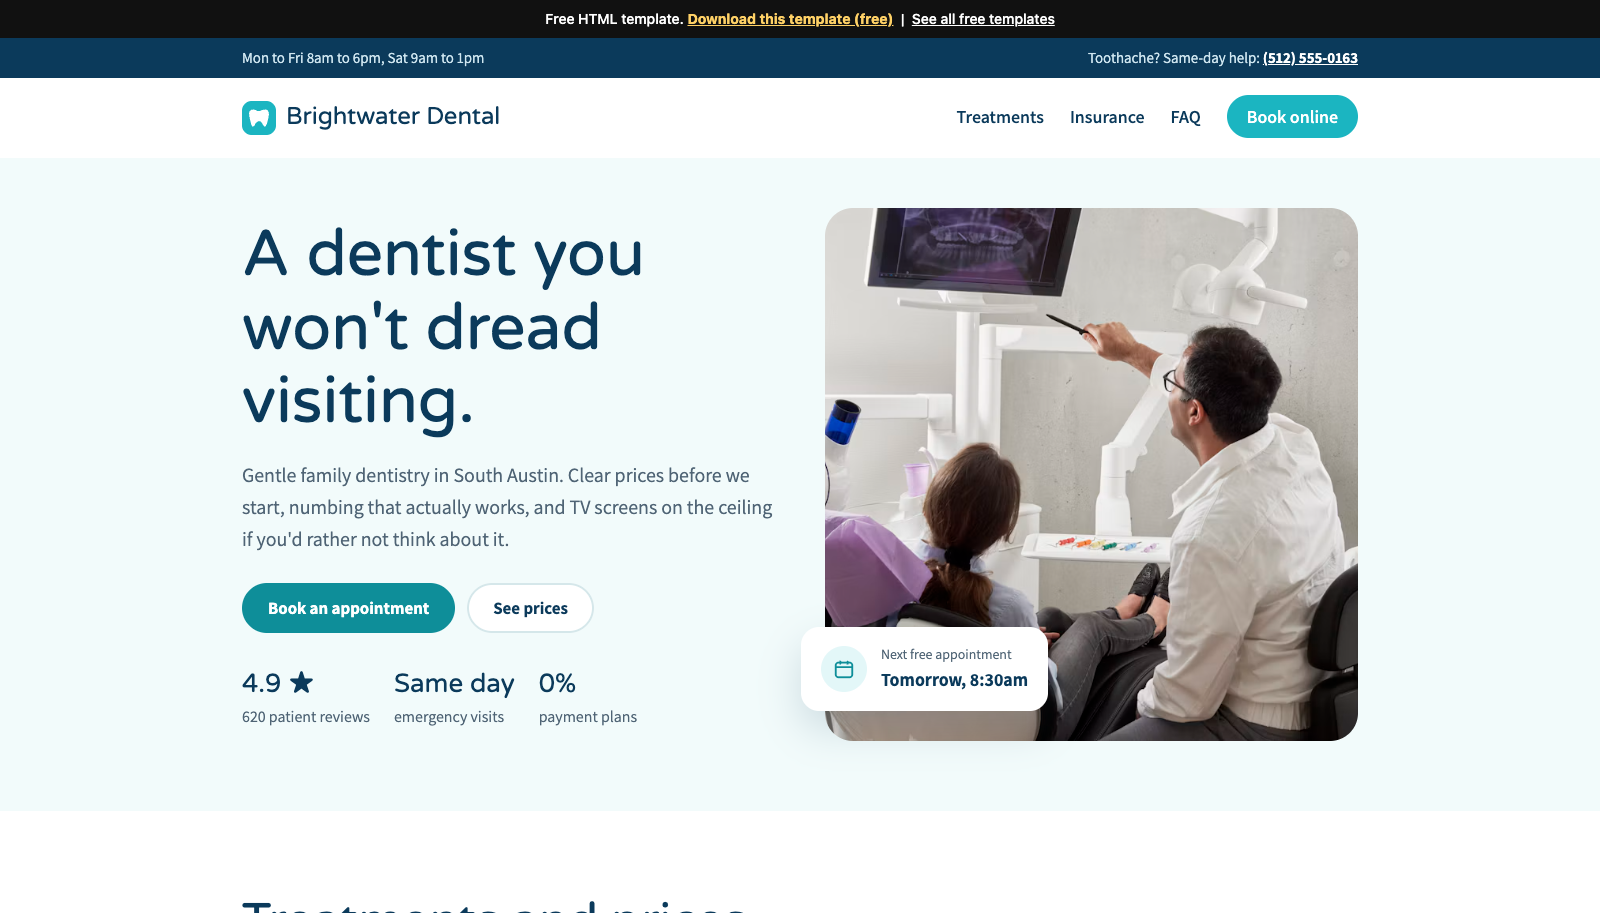 Free HTML template. Download this template (free) | See all free templates
Mon to Fri 8am to 6pm, Sat 9am to 1pm
Toothache? Same-day help: (512) 555-0163
Brightwater Dental
Treatments Insurance FAQ Book online
A dentist you
won't dread
visiting.
Gentle family dentistry in South Austin. Clear prices before we
start, numbing that actually works, and TV screens on the ceiling
if you'd rather not think about it.
Book an appointment See prices
4.9 ★ Same day 0%
620 patient reviews emergency visits payment plans
Next free appointment
Tomorrow, 8:30am
Treatments and prices